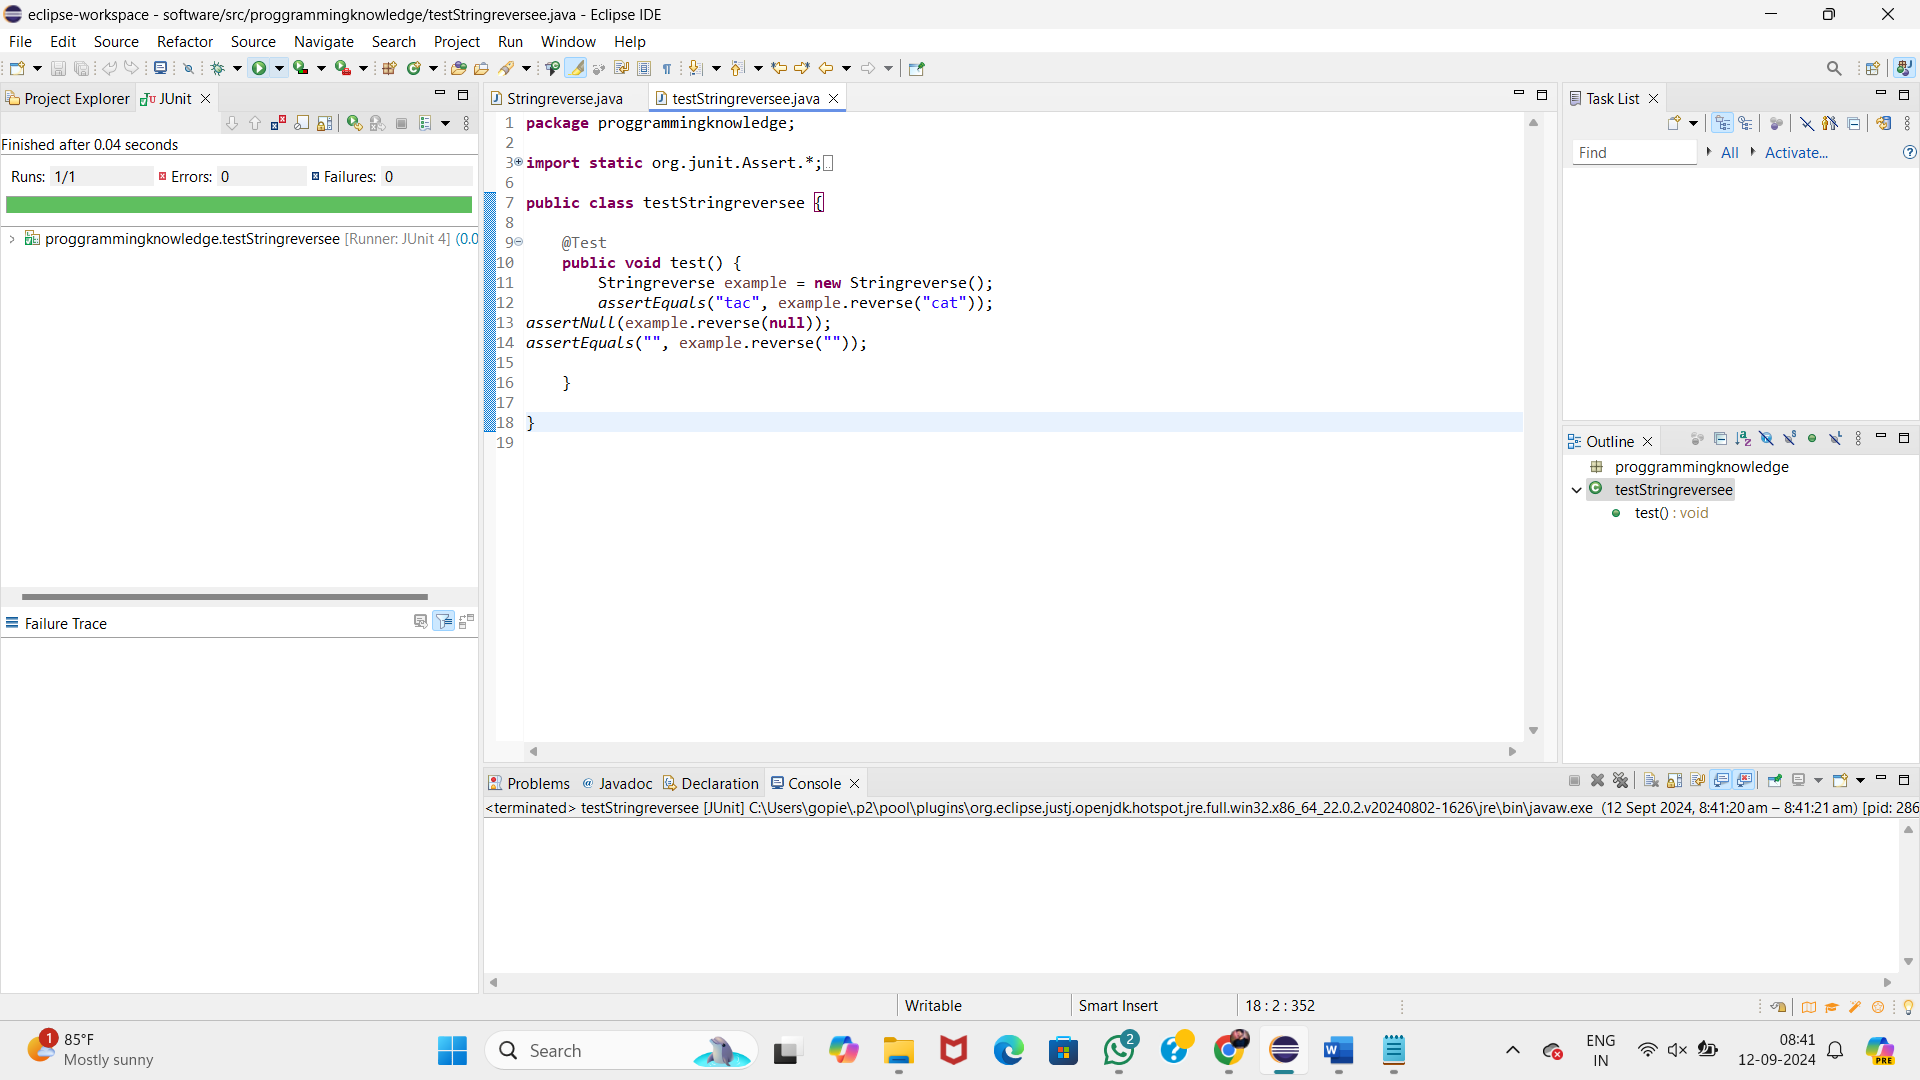 eclipse-workspace - software/src/proggrammingknowledge/testStringreversee.java - Eclipse IDE
File Edit Source Refactor Source Navigate Search Project Run Window Help
Project Explorer JUnit
Finished after 0.04 seconds
Runs: 1/1 Errors: 0 Failures: 0
proggrammingknowledge.testStringreversee [Runner: JUnit 4] (0.0
Failure Trace
Stringreverse.java testStringreversee.java
1 package proggrammingknowledge;
2
3 import static org.junit.Assert.*;
6
7 public class testStringreversee {
8
9 @Test
10 public void test() {
11 Stringreverse example = new Stringreverse();
12 assertEquals("tac", example.reverse("cat"));
13 assertNull(example.reverse(null));
14 assertEquals("", example.reverse(""));
15
16 }
17
18 }
19
Task List
Find All Activate...
Outline
proggrammingknowledge
testStringreversee
test() : void
Problems Javadoc Declaration Console
<terminated> testStringreversee [JUnit] C:\Users\gopie\.p2\pool\plugins\org.eclipse.justj.openjdk.hotspot.jre.full.win32.x86_64_22.0.2.v20240802-1626\jre\bin\javaw.exe (12 Sept 2024, 8:41:20 am – 8:41:21 am) [pid: 286
Writable Smart Insert 18 : 2 : 352
1
85°F
Mostly sunny
Search
2
ENG
IN
08:41
12-09-2024
PRE